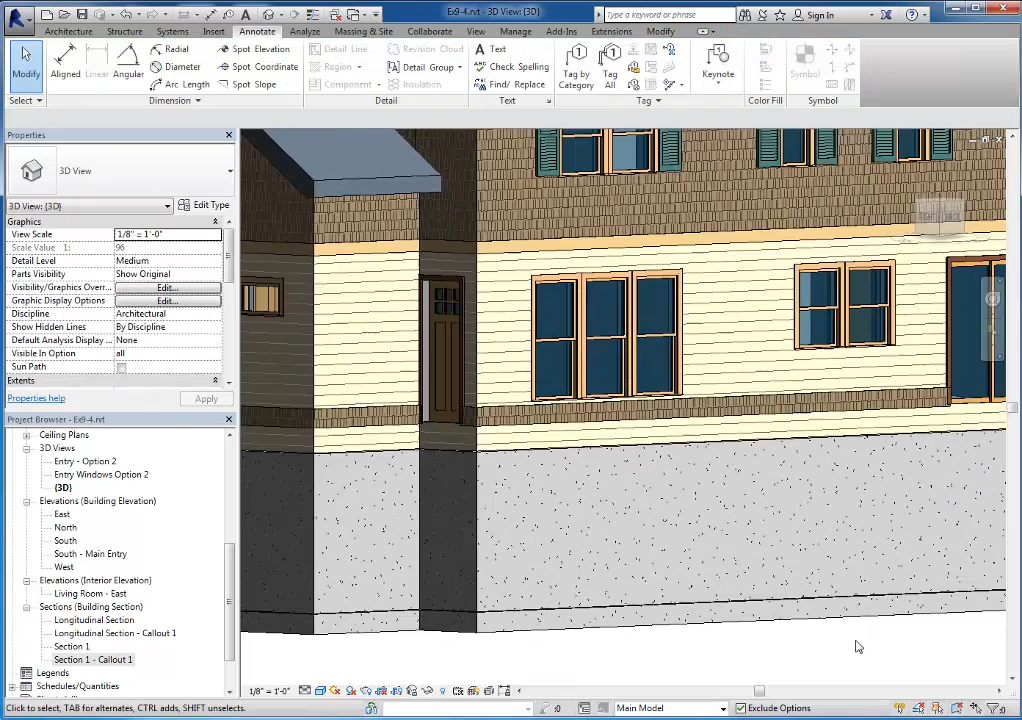 Ex9-4.rvt - 3D View: {3D}
Type a keyword or phrase
Sign In
Architecture Structure Systems Insert Annotate Analyze Massing & Site Collaborate View Manage Add-Ins Extensions Modify
Modify
Aligned
Linear
Angular
Radial
Diameter
Arc Length
Spot Elevation
Spot Coordinate
Spot Slope
Detail Line
Region
Component
Revision Cloud
Detail Group
Insulation
Text
Check Spelling
Find/ Replace
Tag by
Category
Tag
All
Keynote
Symbol
Select
Dimension
Detail
Text
Tag
Color Fill
Symbol
Properties
3D View
3D View: {3D}
Edit Type
Graphics
View Scale 1/8" = 1'-0"
Scale Value 1: 96
Detail Level Medium
Parts Visibility Show Original
Visibility/Graphics Overr... Edit...
Graphic Display Options Edit...
Discipline Architectural
Show Hidden Lines By Discipline
Default Analysis Display ... None
Visible In Option all
Sun Path
Extents
Properties help
Apply
Project Browser - Ex9-4.rvt
Ceiling Plans
3D Views
Entry - Option 2
Entry Windows Option 2
{3D}
Elevations (Building Elevation)
East
North
South
South - Main Entry
West
Elevations (Interior Elevation)
Living Room - East
Sections (Building Section)
Longitudinal Section
Longitudinal Section - Callout 1
Section 1
Section 1 - Callout 1
Legends
Schedules/Quantities
RIGHT BACK
1/8" = 1'-0"
Click to select, TAB for alternates, CTRL adds, SHIFT unselects.
:0
Main Model
Exclude Options
:0